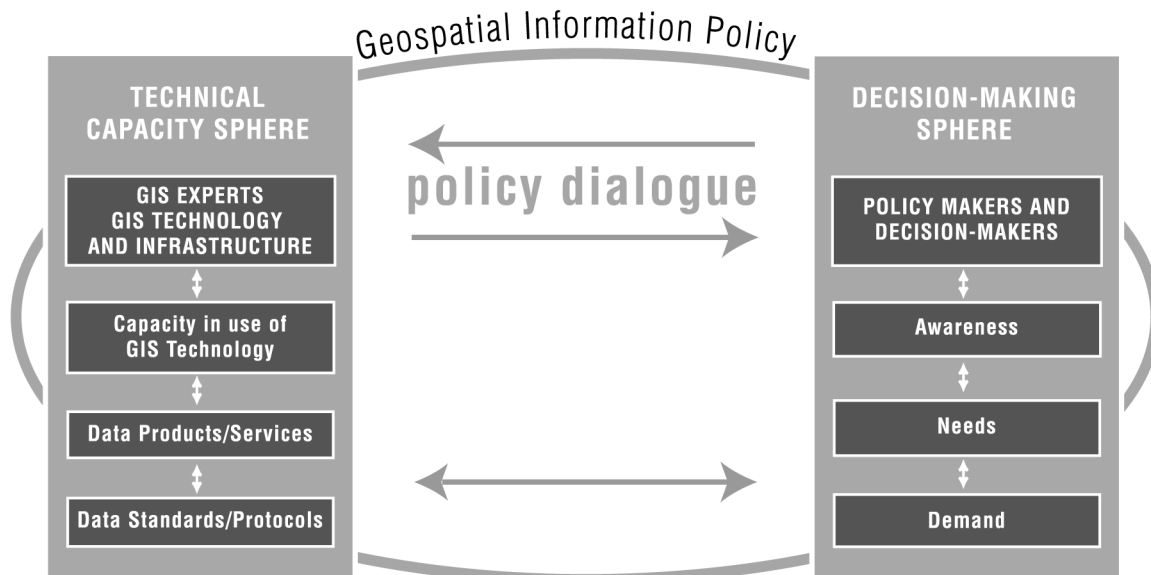 Geospatial Information Policy
TECHNICAL
CAPACITY SPHERE
GIS EXPERTS
GIS TECHNOLOGY
AND INFRASTRUCTURE
Capacity in use of
GIS Technology
Data Products/Services
Data Standards/Protocols
policy dialogue
DECISION-MAKING
SPHERE
POLICY MAKERS AND
DECISION-MAKERS
Awareness
Needs
Demand